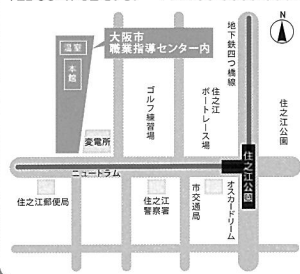 N
大阪市
職業指導センター内
温室
本館
地下鉄四つ橋線
ゴルフ練習場
住之江
ボートレース場
住之江公園
変電所
住之江公園
ニュートラム
住之江郵便局
住之江
警察署
市交通局
オスカードリーム